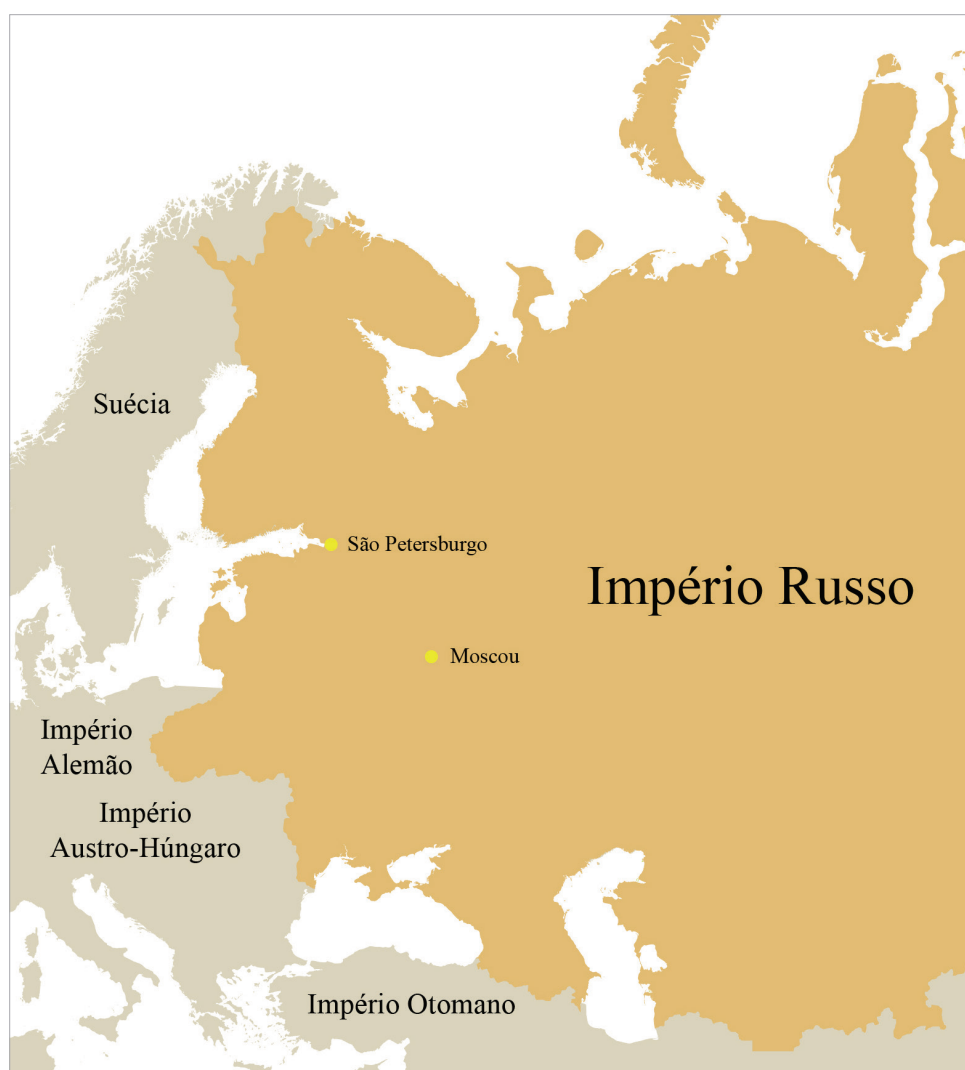 Suécia
São Petersburgo
Império Russo
Moscou
Império
Alemão
Império
Austro-Húngaro
Império Otomano